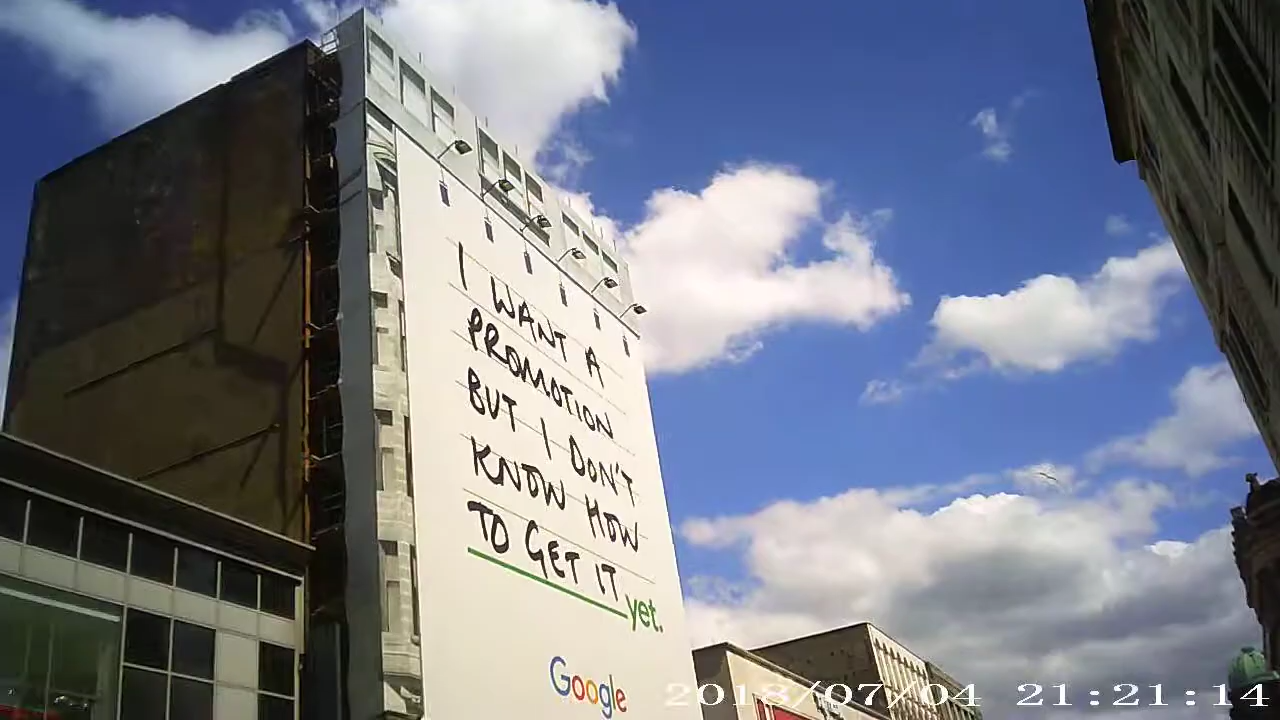 I WANT A
PROMOTION
BUT I DON'T
KNOW HOW
TO GET IT yet.
Google
2018/07/04 21:21:14